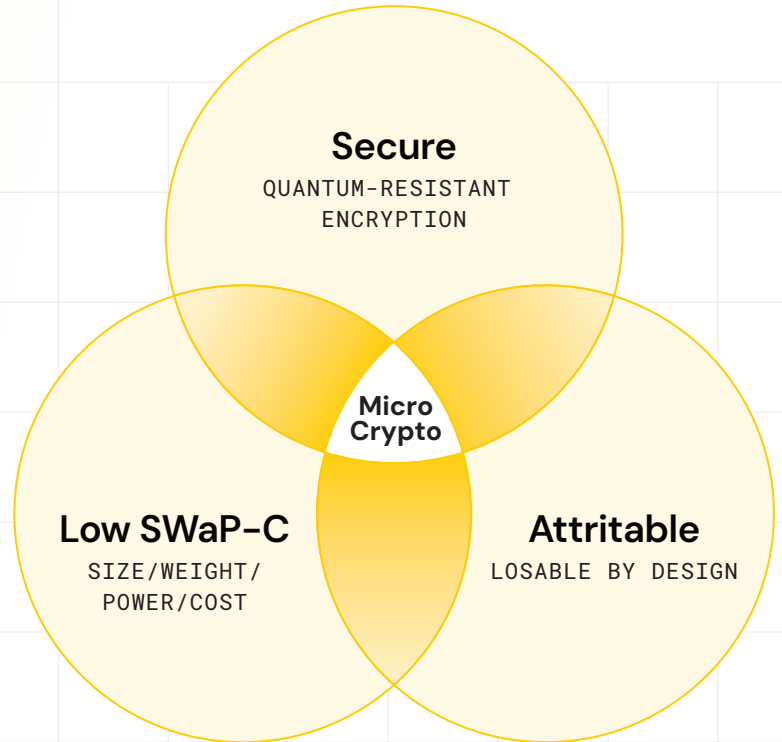 Secure
QUANTUM-RESISTANT
ENCRYPTION
Micro
Crypto
Low SWaP-C
SIZE/WEIGHT/
POWER/COST
Attritable
LOSABLE BY DESIGN